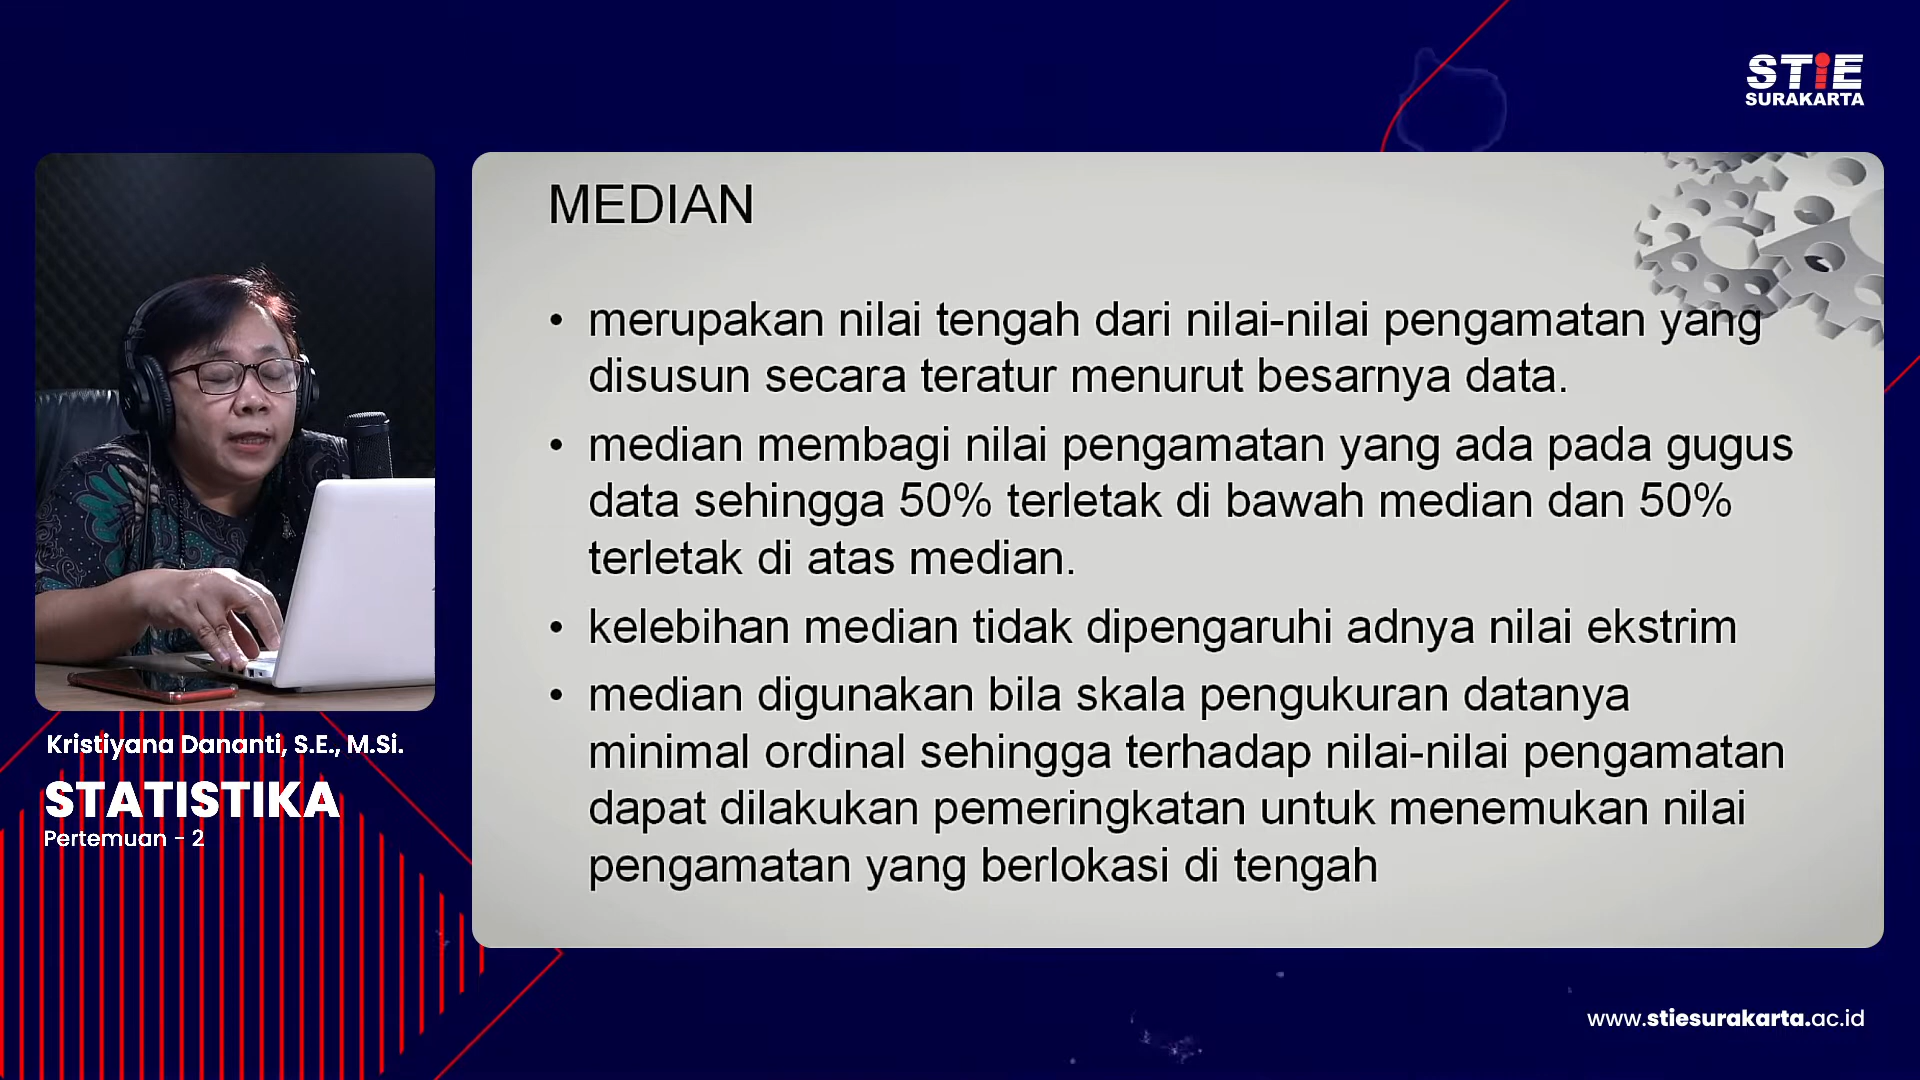 STiE
SURAKARTA
MEDIAN
• merupakan nilai tengah dari nilai-nilai pengamatan yang
disusun secara teratur menurut besarnya data.
• median membagi nilai pengamatan yang ada pada gugus
data sehingga 50% terletak di bawah median dan 50%
terletak di atas median.
• kelebihan median tidak dipengaruhi adnya nilai ekstrim
• median digunakan bila skala pengukuran datanya
minimal ordinal sehingga terhadap nilai-nilai pengamatan
dapat dilakukan pemeringkatan untuk menemukan nilai
pengamatan yang berlokasi di tengah
Kristiyana Dananti, S.E., M.Si.
STATISTIKA
Pertemuan - 2
www.stiesurakarta.ac.id